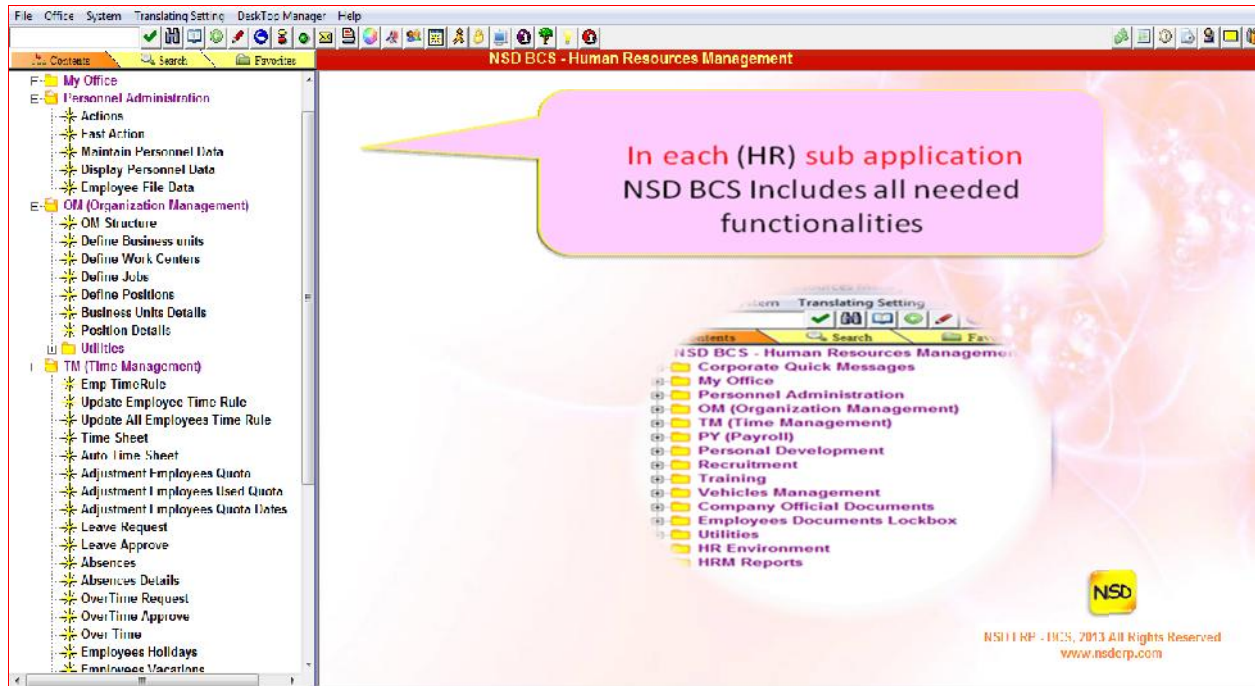 File Office System Translating Setting DeskTop Manager Help
Contents Search Favorites
NSD BCS - Human Resources Management
My Office
Personnel Administration
Actions
Fast Action
Maintain Personnel Data
Display Personnel Data
Employee File Data
OM (Organization Management)
OM Structure
Define Business units
Define Work Centers
Define Jobs
Define Positions
Business Units Details
Position Details
Utilities
TM (Time Management)
Emp TimeRule
Update Employee Time Rule
Update All Employees Time Rule
Time Sheet
Auto Time Sheet
Adjustment Employees Quota
Adjustment Employees Used Quota
Adjustment Employees Quota Dates
Leave Request
Leave Approve
Absences
Absences Details
OverTime Request
OverTime Approve
Over Time
Employees Holidays
Employees Vacations
In each (HR) sub application
NSD BCS Includes all needed
functionalities
Translating Setting
Search
NSD BCS - Human Resources
Corporate Quick Messages
My Office
Personnel Administration
OM (Organization Management)
TM (Time Management)
PY (Payroll)
Personal Development
Recruitment
Training
Vehicles Management
Company Official Documents
Employees Documents Lockbox
Utilities
HR Environment
HRM Reports
NSD
NSD ERP - BCS, 2013 All Rights Reserved
www.nsderp.com